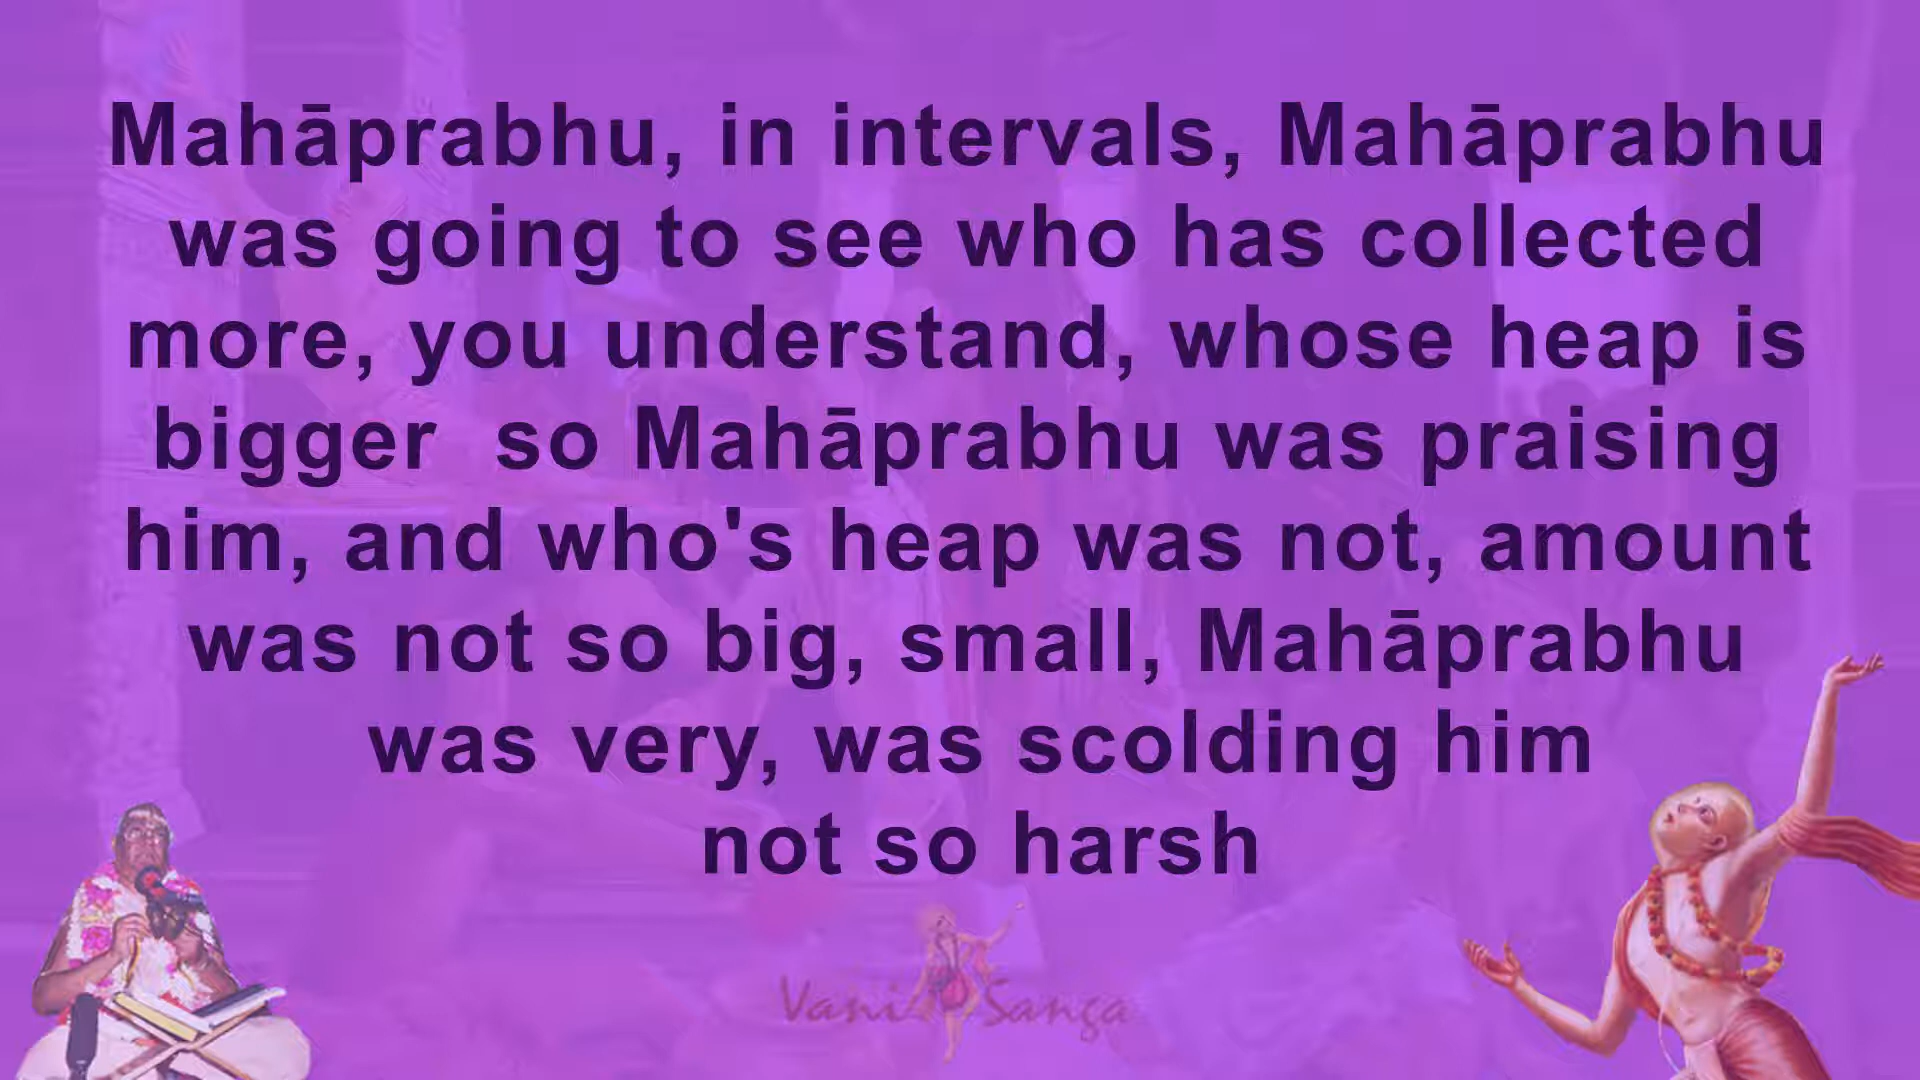 Mahāprabhu, in intervals, Mahāprabhu
was going to see who has collected
more, you understand, whose heap is
bigger  so Mahāprabhu was praising
him, and who's heap was not, amount
was not so big, small, Mahāprabhu
was very, was scolding him
not so harsh
Vani Sanga